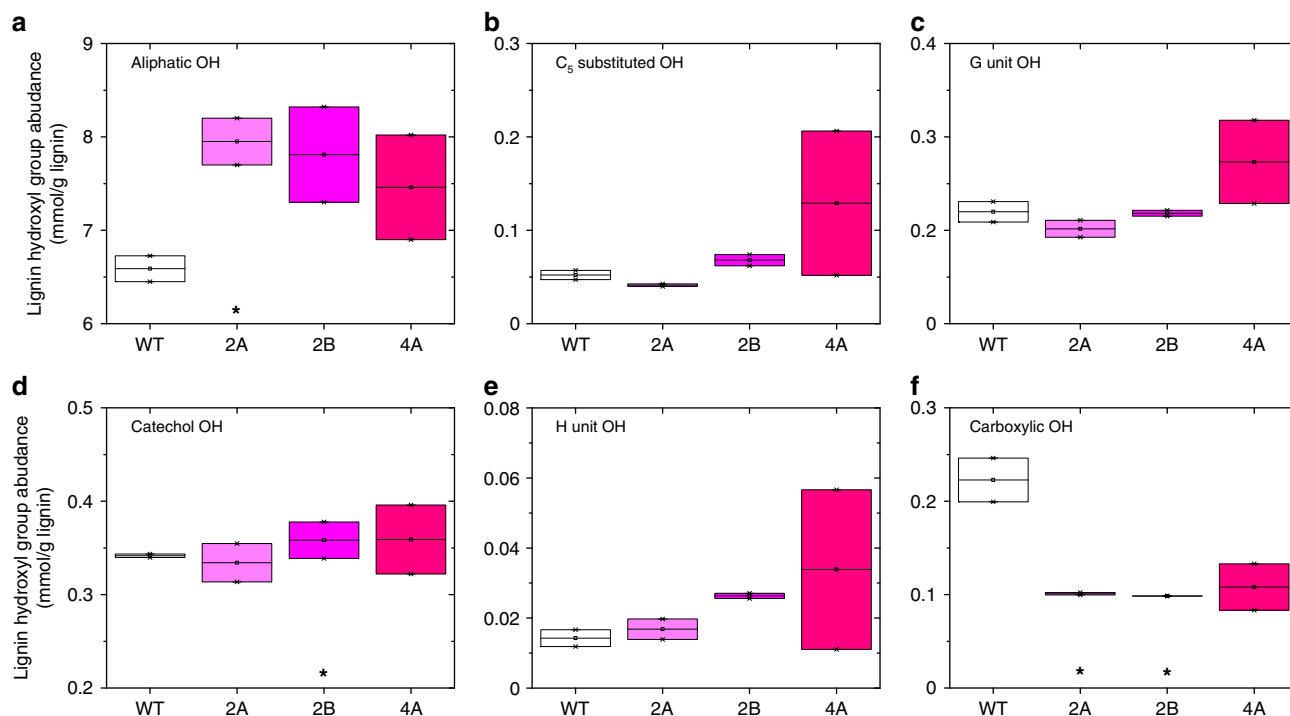 a
Lignin hydroxyl group abudance
(mmol/g lignin)
9
8
7
6
Aliphatic OH
*
WT 2A 2B 4A
b
0.3
0.2
0.1
0
C5 substituted OH
WT 2A 2B 4A
c
0.4
0.3
0.2
0
G unit OH
WT 2A 2B 4A
d
Lignin hydroxyl group abudance
(mmol/g lignin)
0.5
0.4
0.3
0.2
Catechol OH
*
WT 2A 2B 4A
e
0.08
0.06
0.04
0.02
0
H unit OH
WT 2A 2B 4A
f
0.3
0.2
0.1
0
Carboxylic OH
* *
WT 2A 2B 4A